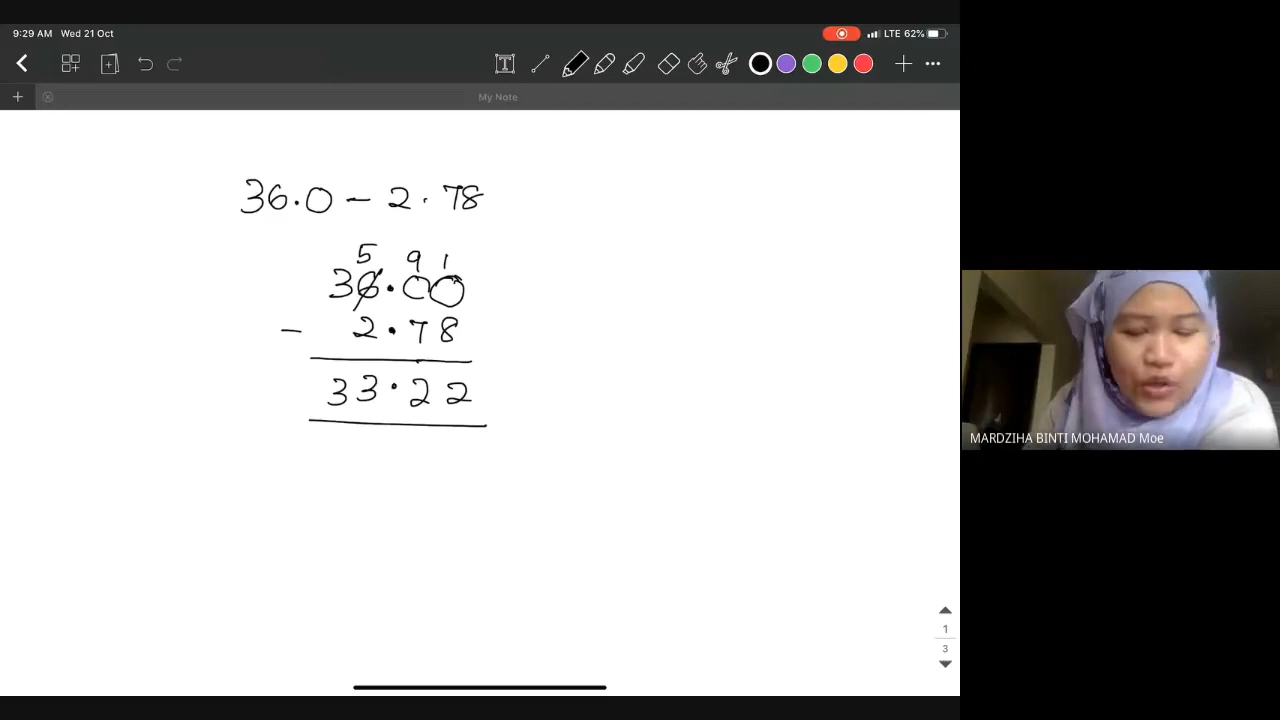 9:29 AM Wed 21 Oct
LTE 62%
My Note
36.0 - 2.78
5 9 1
36.00
- 2.78
33.22
MARDZIHA BINTI MOHAMAD Moe
1
3